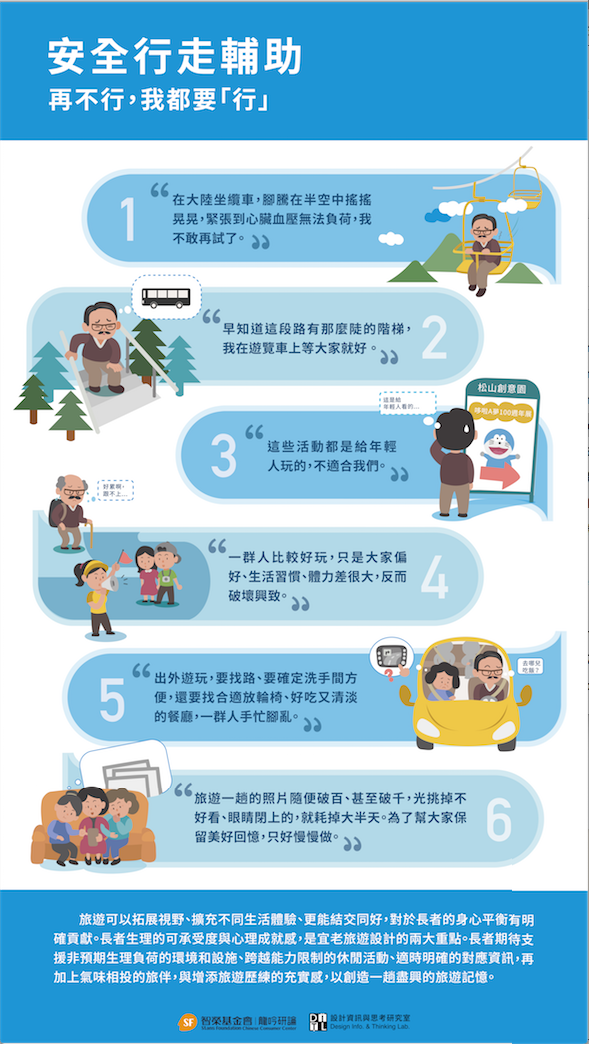 安全行走輔助
再不行，我都要「行」
1
“在大陸坐纜車，腳騰在半空中搖搖
晃晃，緊張到心臟血壓無法負荷，我
不敢再試了。”
“早知道這段路有那麼陡的階梯，
我在遊覽車上等大家就好。”
2
3
“這些活動都是給年輕
人玩的，不適合我們。”
這是給
年輕人看的...
松山創意園
哆啦A夢100週年展
好累啊，
跟不上...
“一群人比較好玩，只是大家偏
好、生活習慣、體力差很大，反而
破壞興致。”
4
5
“出外遊玩，要找路、要確定洗手間方
便，還要找合適放輪椅、好吃又清淡
的餐廳，一群人手忙腳亂。”
?
去哪兒
吃飯？
“旅遊一趟的照片隨便破百、甚至破千，光挑掉不
好看、眼睛閉上的，就耗掉大半天。為了幫大家保
留美好回憶，只好慢慢做。”
6
旅遊可以拓展視野、擴充不同生活體驗、更能結交同好，對於長者的身心平衡有明
確貢獻。長者生理的可承受度與心理成就感，是宜老旅遊設計的兩大重點。長者期待支
援非預期生理負荷的環境和設施、跨越能力限制的休閒活動、適時明確的對應資訊，再
加上氣味相投的旅伴，與增添旅遊歷練的充實感，以創造一趟盡興的旅遊記憶。
SF 智榮基金會 | 龍吟研論
StanShih Foundation Chinese Consumer Center
設計資訊與思考研究室
Design Info. & Thinking Lab.